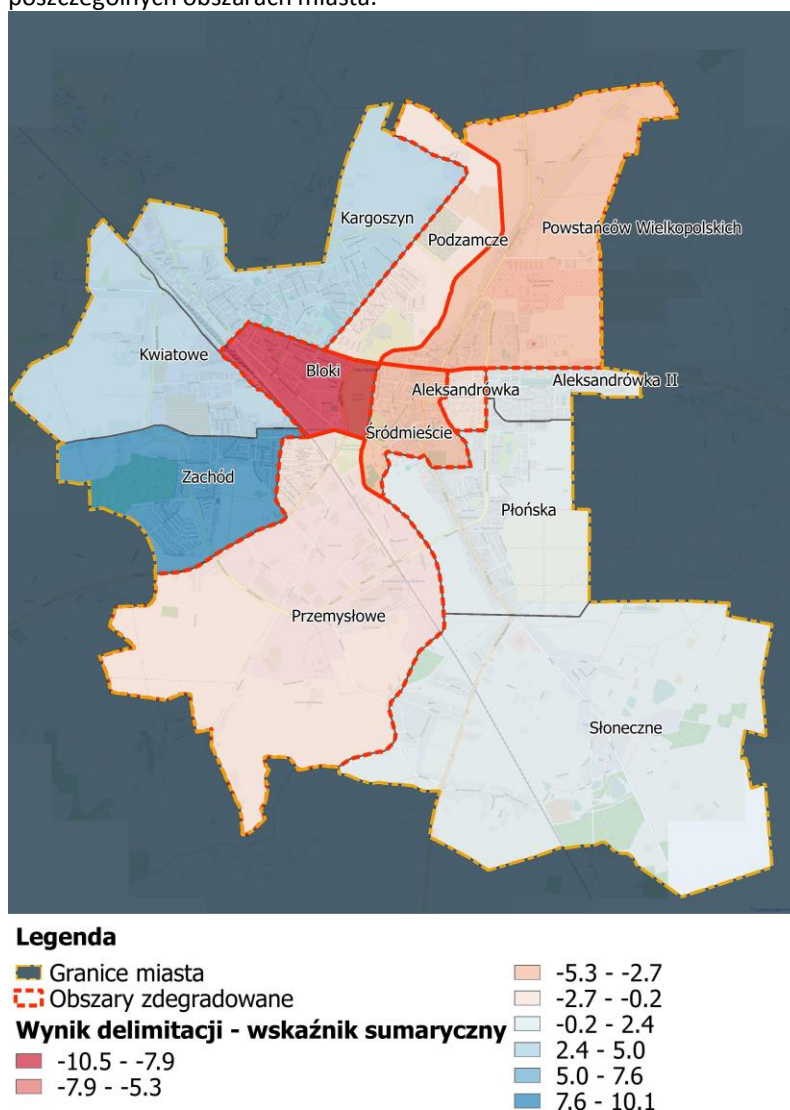 poszczególnych obszarach miasta.
Kargoszyn
Podzamcze
Powstańców Wielkopolskich
Kwiatowe
Bloki
Aleksandrówka
Aleksandrówka II
Śródmieście
Zachód
Płońska
Przemysłowe
Słoneczne
Legenda
Granice miasta
Obszary zdegradowane
Wynik delimitacji - wskaźnik sumaryczny
-10.5 - -7.9
-7.9 - -5.3
-5.3 - -2.7
-2.7 - -0.2
-0.2 - 2.4
2.4 - 5.0
5.0 - 7.6
7.6 - 10.1